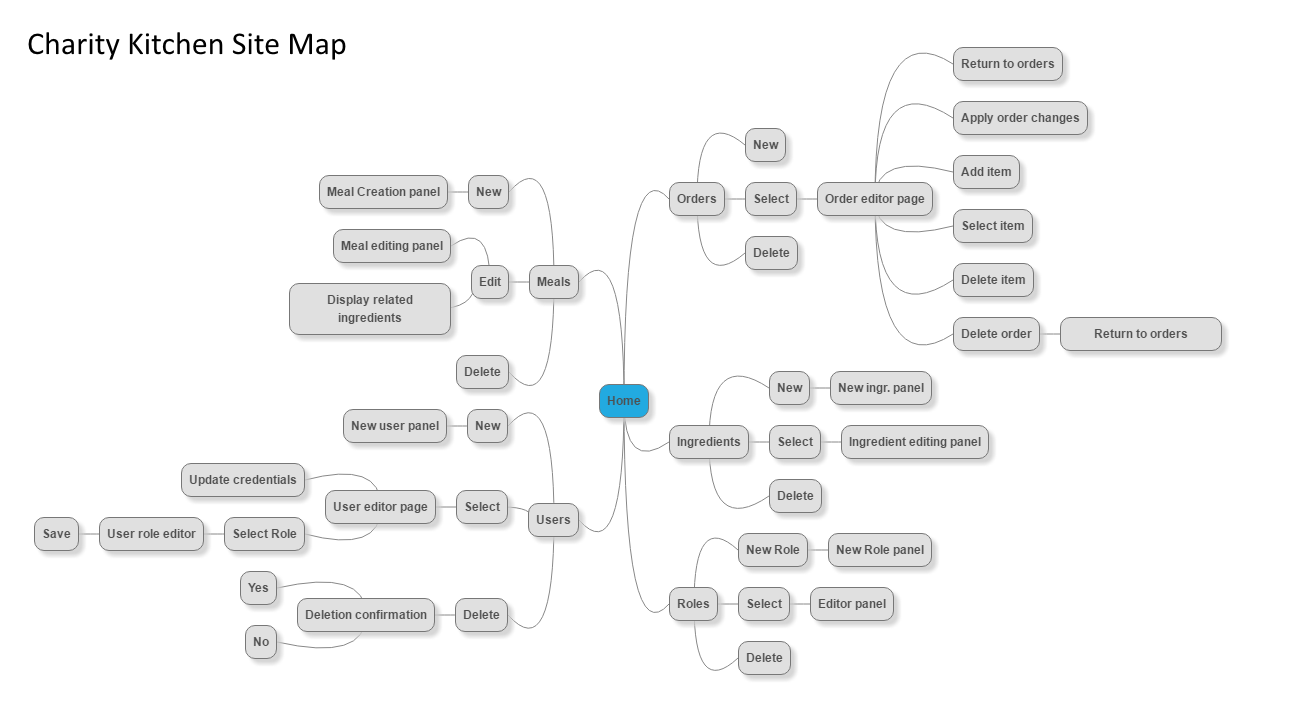 Charity Kitchen Site Map
Home
Meals
New
Meal Creation panel
Edit
Meal editing panel
Display related
ingredients
Delete
Users
New
New user panel
Select
User editor page
Update credentials
Select Role
User role editor
Save
Delete
Deletion confirmation
Yes
No
Orders
New
Select
Order editor page
Return to orders
Apply order changes
Add item
Select item
Delete item
Delete order
Return to orders
Delete
Ingredients
New
New ingr. panel
Select
Ingredient editing panel
Delete
Roles
New Role
New Role panel
Select
Editor panel
Delete